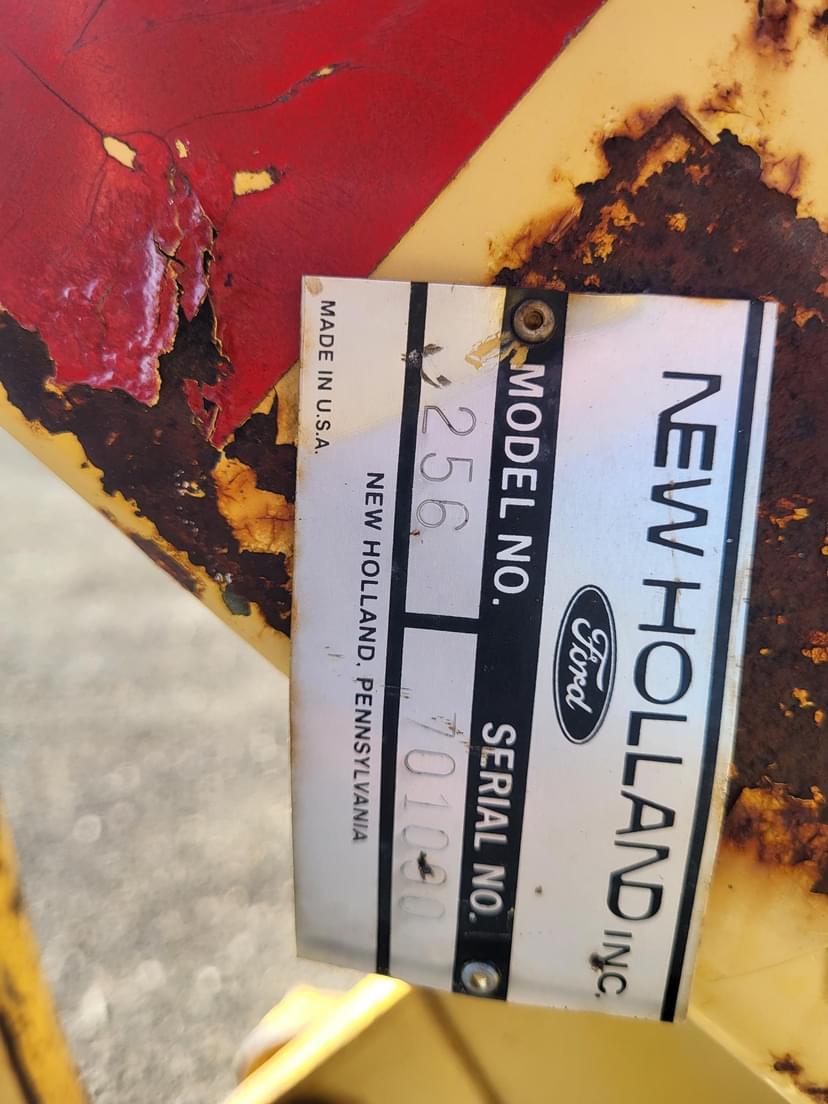 NEW HOLLAND INC.
Ford
MODEL NO. SERIAL NO.
256
NEW HOLLAND, PENNSYLVANIA
MADE IN U.S.A.